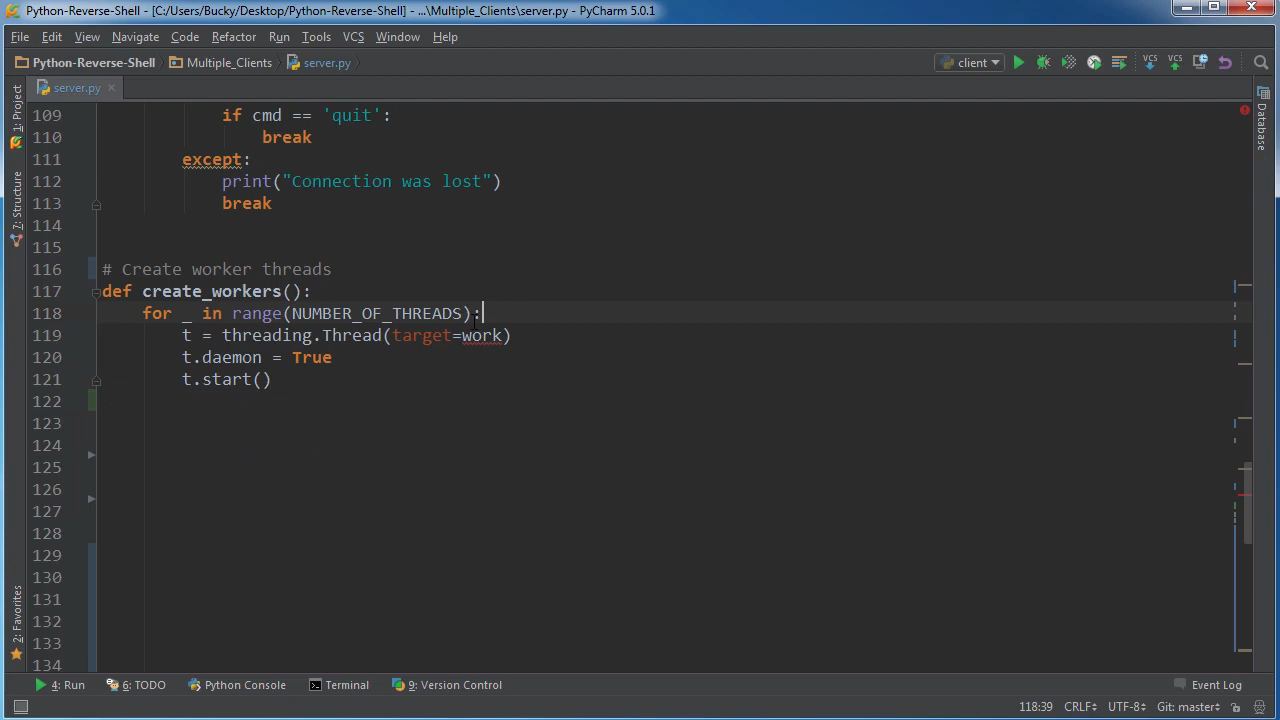 Python-Reverse-Shell - [C:/Users/Bucky/Desktop/Python-Reverse-Shell] - ...\Multiple_Clients\server.py - PyCharm 5.0.1
File Edit View Navigate Code Refactor Run Tools VCS Window Help
Python-Reverse-Shell Multiple_Clients server.py client VCS VCS
1: Project
7: Structure
2: Favorites
server.py
Database
109 if cmd == 'quit':
110 break
111 except:
112 print("Connection was lost")
113 break
114
115
116 # Create worker threads
117 def create_workers():
118 for _ in range(NUMBER_OF_THREADS):
119 t = threading.Thread(target=work)
120 t.daemon = True
121 t.start()
122
123
124
125
126
127
128
129
130
131
132
133
134
4: Run 6: TODO Python Console Terminal 9: Version Control Event Log
118:39 CRLF UTF-8 Git: master